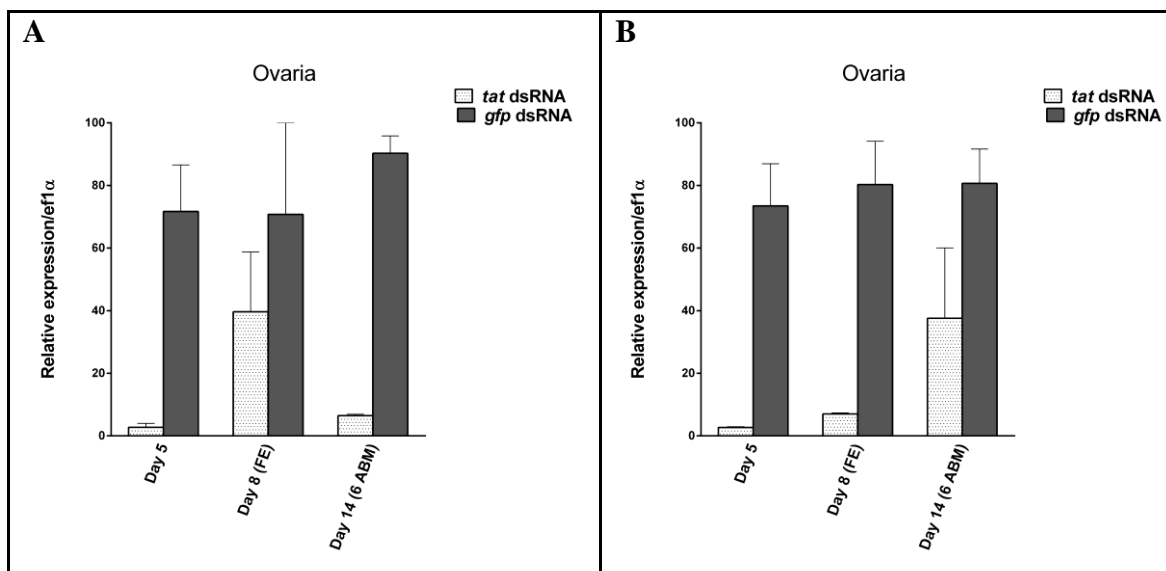 A
Ovaria
tat dsRNA
gfp dsRNA
Relative expression/ef1α
100
80
60
40
20
0
Day 5
Day 8 (FE)
Day 14 (6 ABM)
B
Ovaria
tat dsRNA
gfp dsRNA
Relative expression/ef1α
100
80
60
40
20
0
Day 5
Day 8 (FE)
Day 14 (6 ABM)